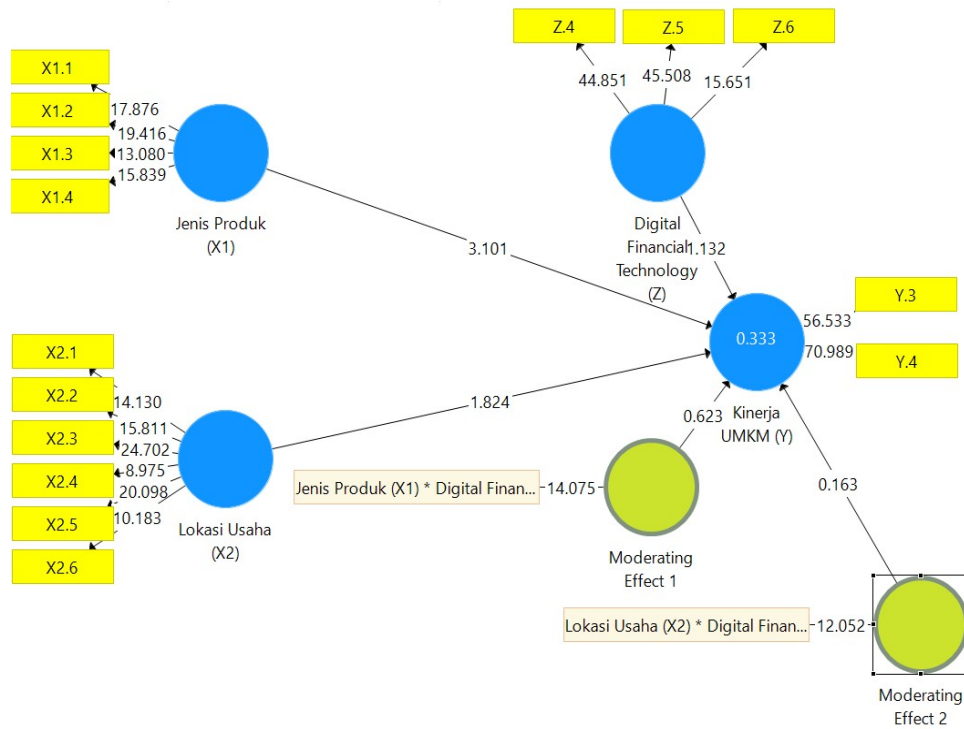 Z.4
Z.5
Z.6
44.851
45.508
15.651
X1.1
X1.2
X1.3
X1.4
17.876
19.416
13.080
15.839
Jenis Produk
(X1)
Digital
Financial
Technology
(Z)
1.132
3.101
X2.1
X2.2
X2.3
X2.4
X2.5
X2.6
14.130
15.811
24.702
8.975
20.098
10.183
Lokasi Usaha
(X2)
1.824
0.333
Kinerja
UMKM (Y)
56.533
70.989
Y.3
Y.4
0.623
Jenis Produk (X1) * Digital Finan...
14.075
Moderating
Effect 1
0.163
Lokasi Usaha (X2) * Digital Finan...
12.052
Moderating
Effect 2